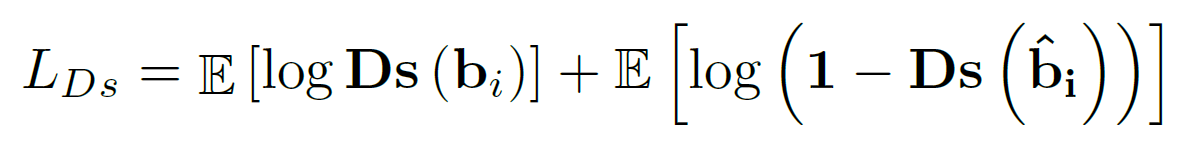 L_{Ds} = 𝔼 [log 𝐃𝐬 (𝐛_i)] + 𝔼 [log (𝟏 − 𝐃𝐬 (𝐛̂_𝐢))]